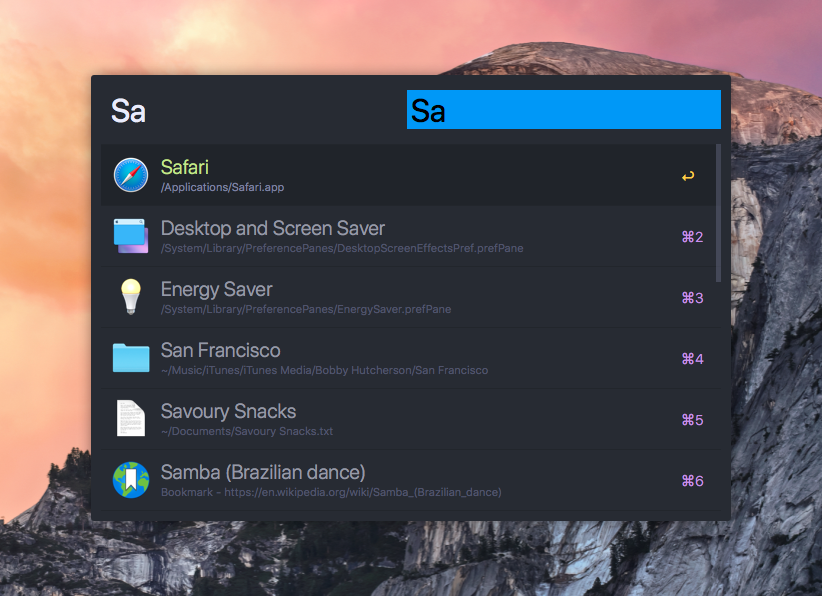 Sa
Sa
Safari
/Applications/Safari.app
Desktop and Screen Saver
/System/Library/PreferencePanes/DesktopScreenEffectsPref.prefPane
⌘2
Energy Saver
/System/Library/PreferencePanes/EnergySaver.prefPane
⌘3
San Francisco
~/Music/iTunes/iTunes Media/Bobby Hutcherson/San Francisco
⌘4
Savoury Snacks
~/Documents/Savoury Snacks.txt
⌘5
Samba (Brazilian dance)
Bookmark - https://en.wikipedia.org/wiki/Samba_(Brazilian_dance)
⌘6